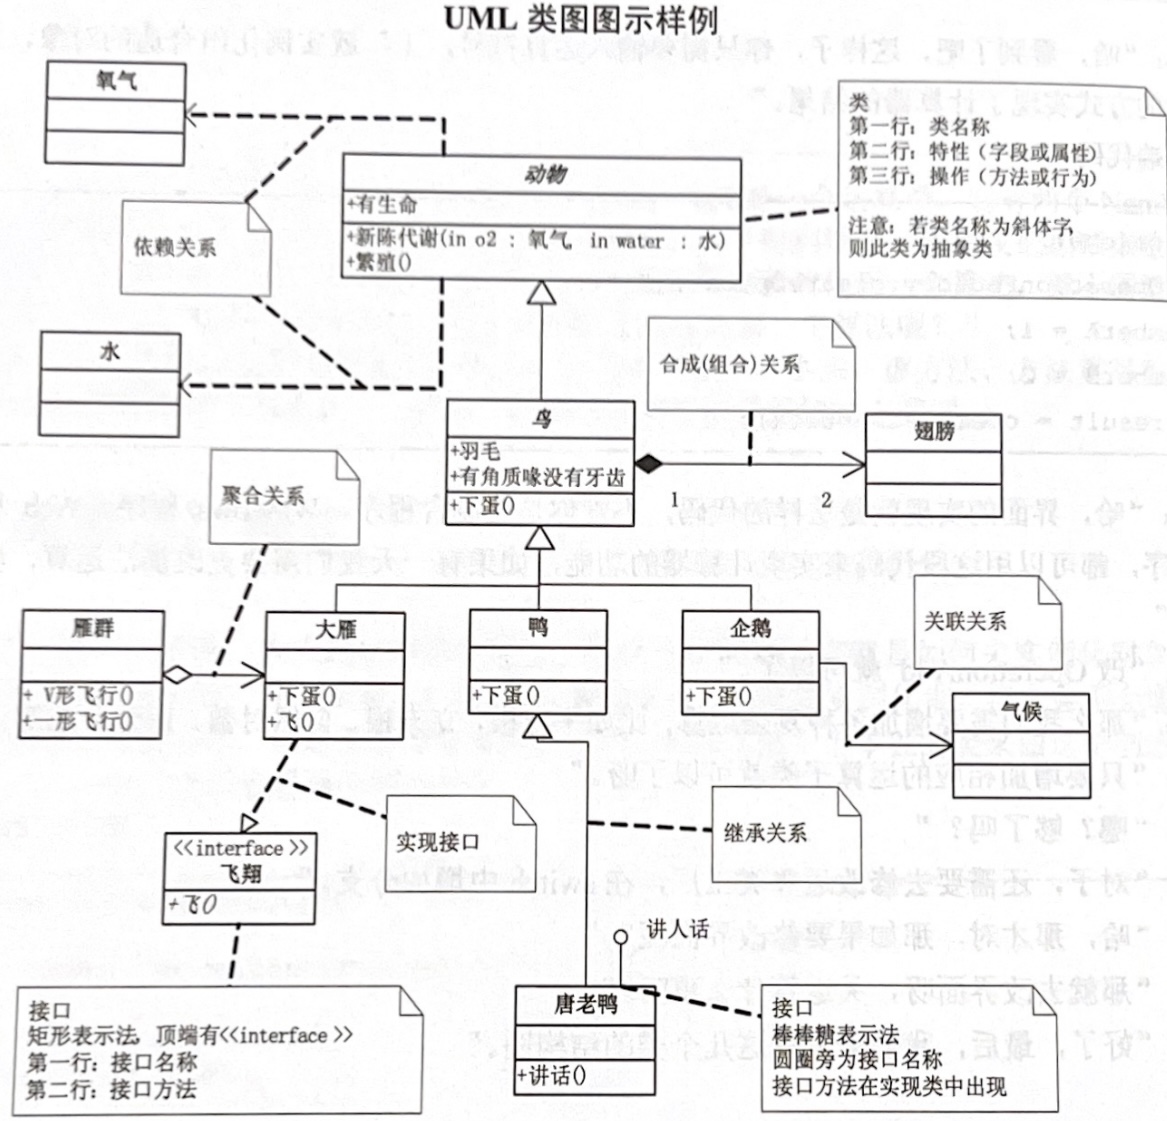 UML 类图图示样例
氧气
类
第一行：类名称
第二行：特性（字段或属性）
第三行：操作（方法或行为）
注意：若类名称为斜体字，
则此类为抽象类
动物
+有生命
+新陈代谢(in o2 : 氧气, in water : 水)
+繁殖()
依赖关系
水
合成(组合)关系
鸟
+羽毛
+有角质喙没有牙齿
+下蛋()
1
2
翅膀
聚合关系
雁群
+ V形飞行()
+一形飞行()
大雁
+下蛋()
+飞()
鸭
+下蛋()
企鹅
+下蛋()
关联关系
气候
实现接口
继承关系
<<interface >>
飞翔
+飞()
讲人话
接口
矩形表示法，顶端有<<interface >>
第一行：接口名称
第二行：接口方法
唐老鸭
+讲话()
接口
棒棒糖表示法
圆圈旁为接口名称
接口方法在实现类中出现